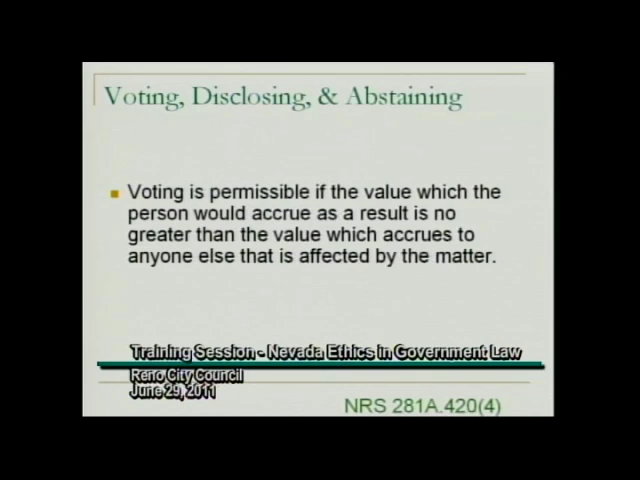 Voting, Disclosing, & Abstaining
Voting is permissible if the value which the
person would accrue as a result is no
greater than the value which accrues to
anyone else that is affected by the matter.
Training Session - Nevada Ethics in Government Law
Reno City Council
June 29, 2011
NRS 281A.420(4)